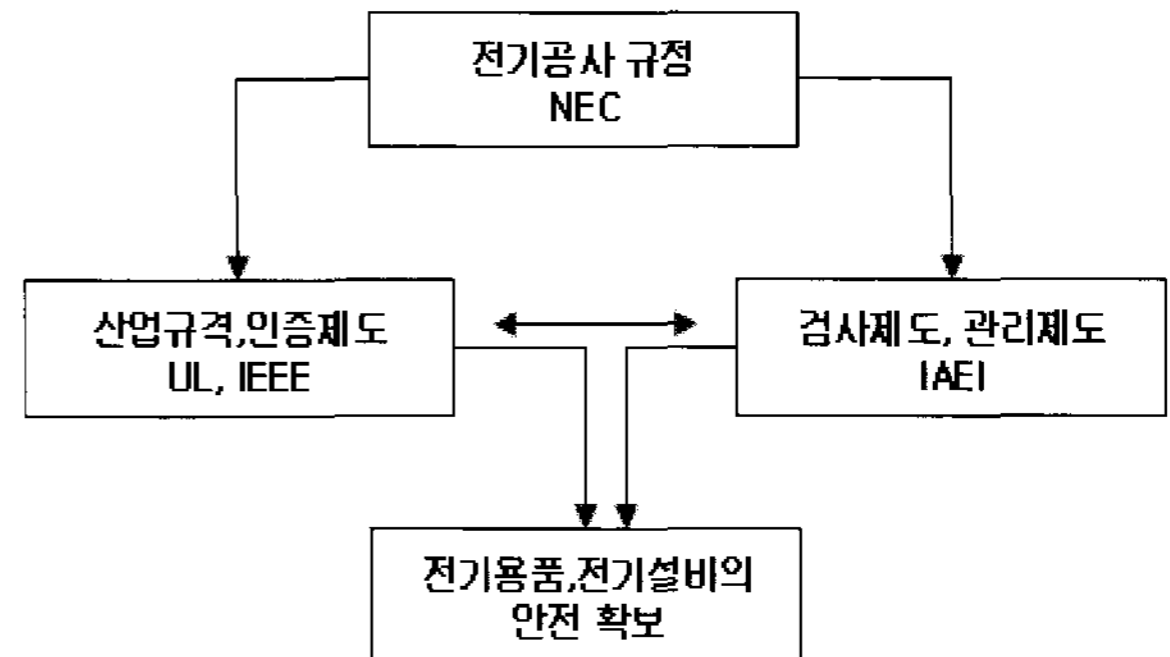 전기공사 규정
NEC
산업규격,인증제도
UL, IEEE
검사제도, 관리제도
IAEI
전기용품,전기설비의
안전 확보